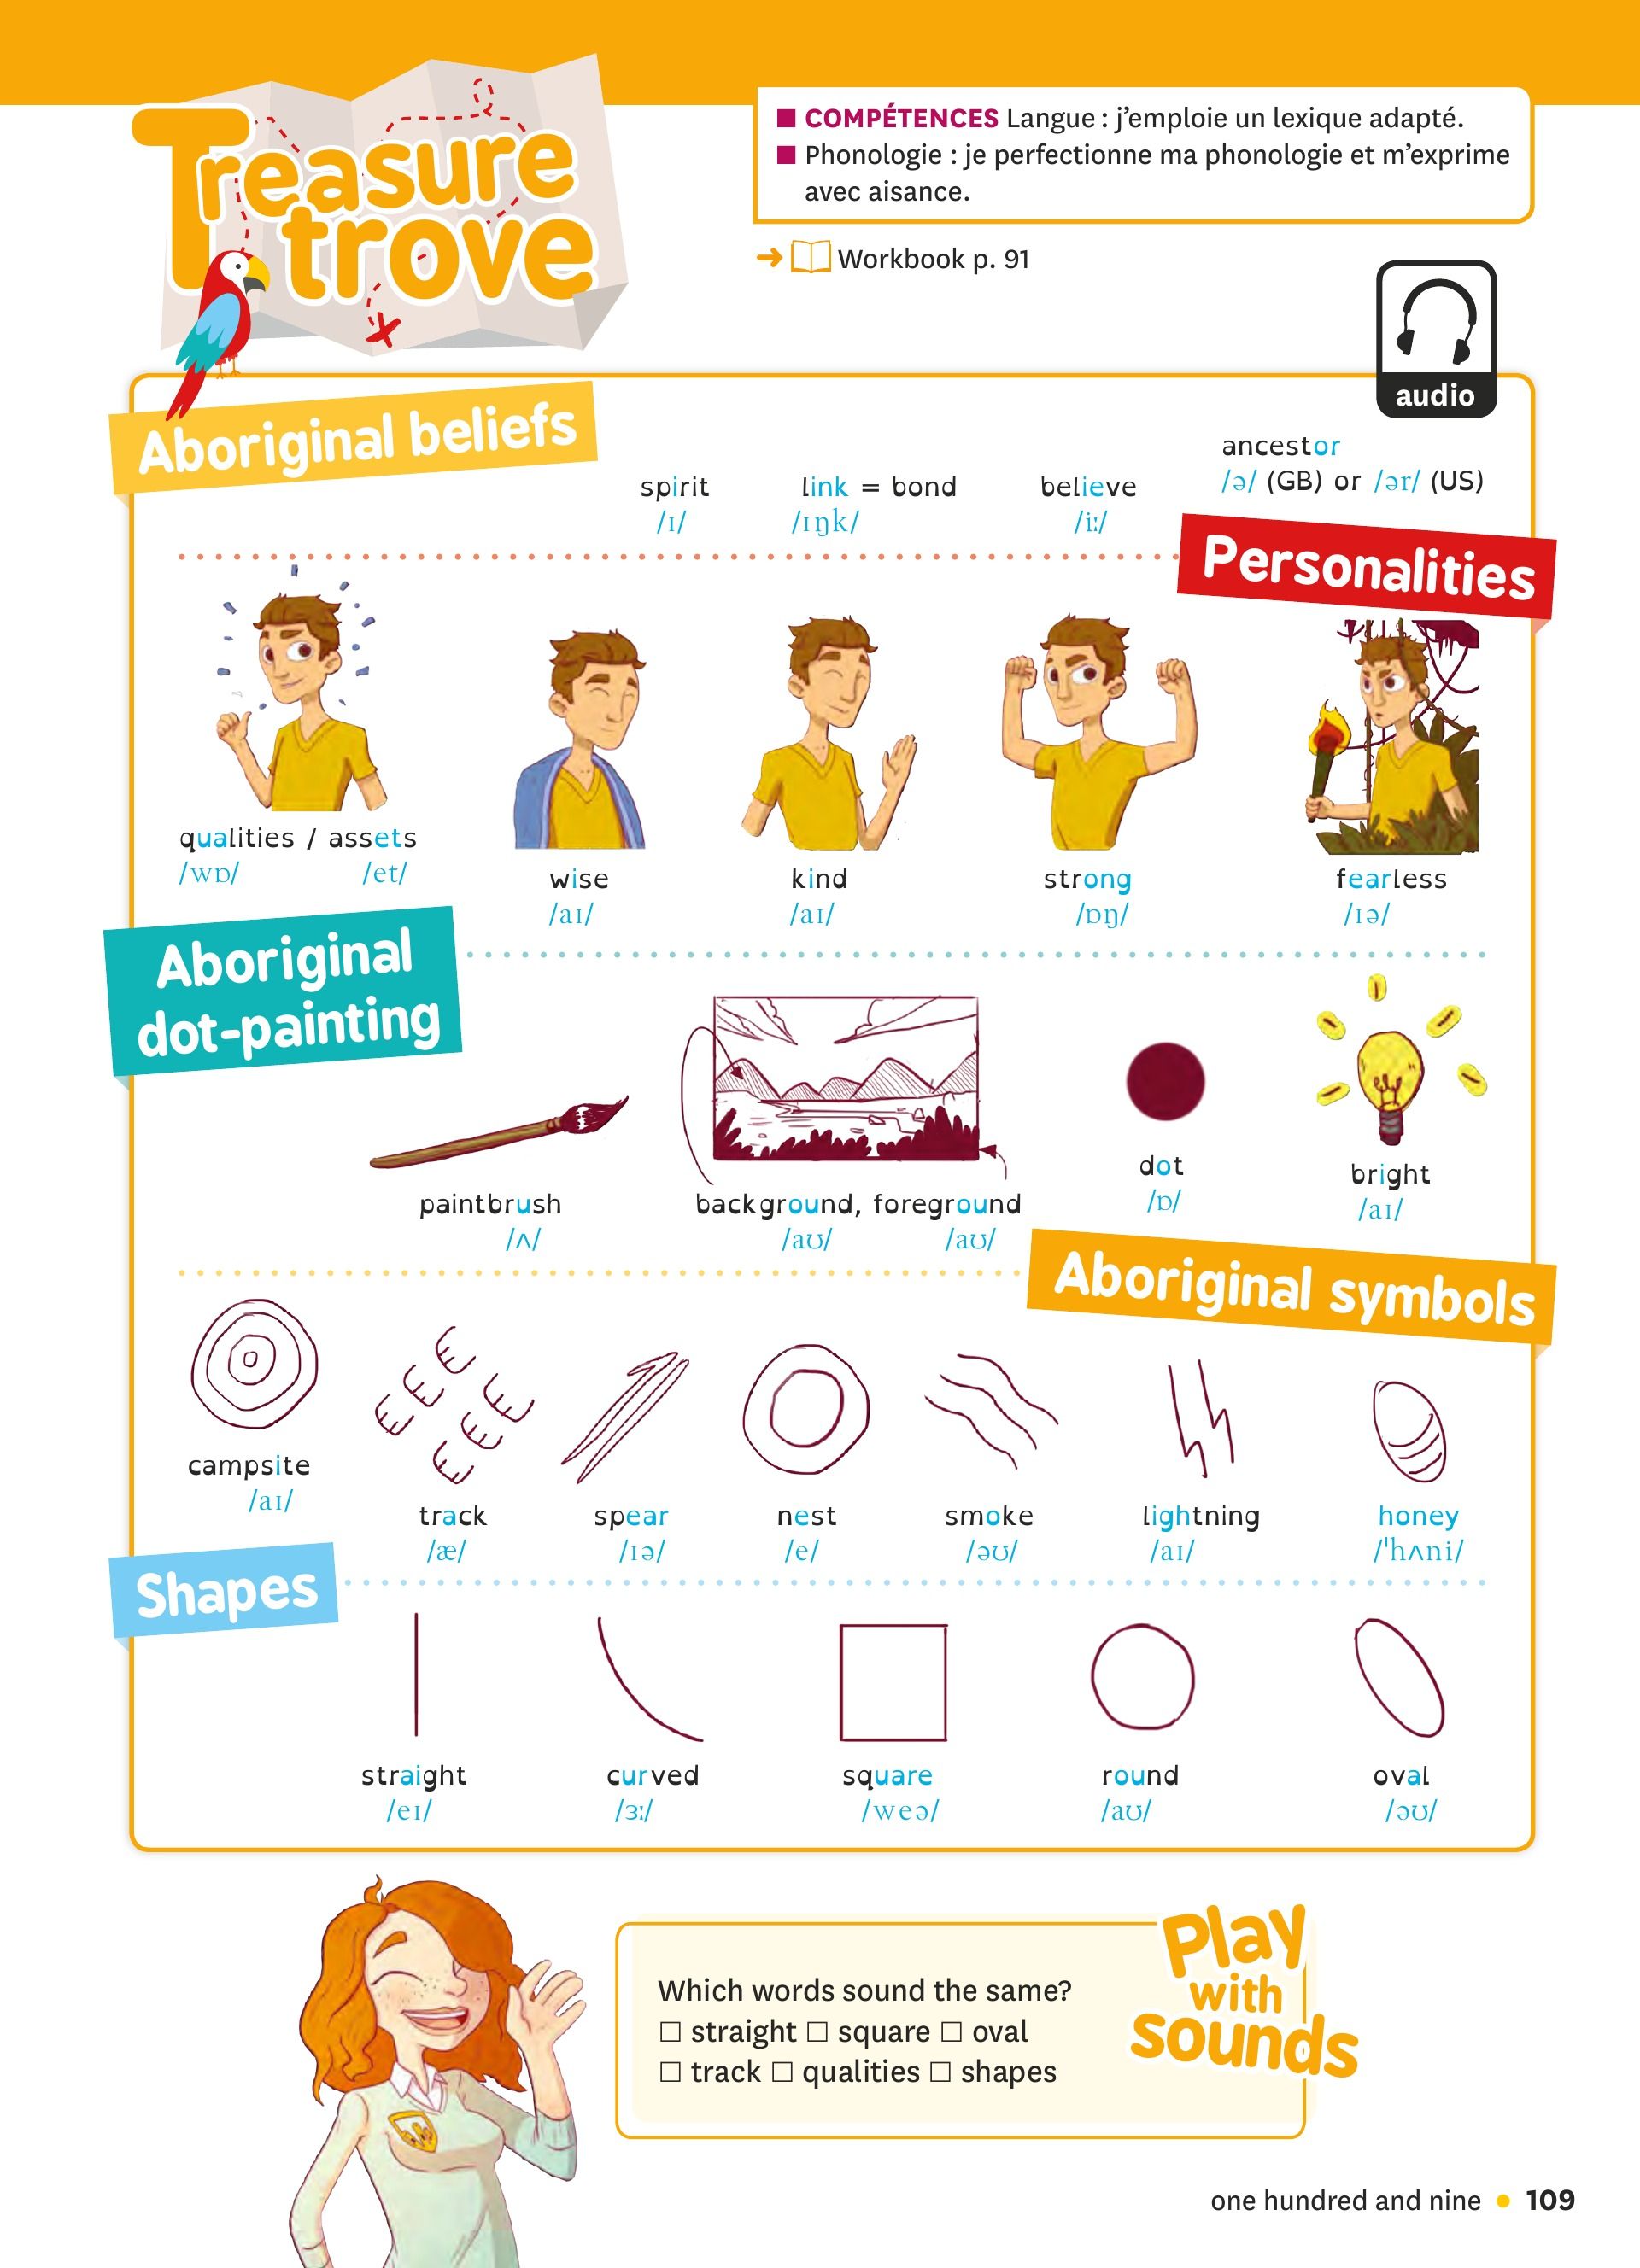 Treasure
trove
■ COMPÉTENCES Langue : j'emploie un lexique adapté.
■ Phonologie : je perfectionne ma phonologie et m'exprime
avec aisance.
➜ Workbook p. 91
audio
Aboriginal beliefs
spirit
/ɪ/
link = bond
/ɪŋk/
believe
/iː/
ancestor
/ə/ (GB) or /ər/ (US)
Personalities
qualities / assets
/wɒ/ /et/
wise
/aɪ/
kind
/aɪ/
strong
/ɒŋ/
fearless
/ɪə/
Aboriginal
dot-painting
paintbrush
/ʌ/
background, foreground
/aʊ/ /aʊ/
dot
/ɒ/
bright
/aɪ/
Aboriginal symbols
campsite
/aɪ/
track
/æ/
spear
/ɪə/
nest
/e/
smoke
/əʊ/
lightning
/aɪ/
honey
/ˈhʌni/
Shapes
straight
/eɪ/
curved
/ɜː/
square
/weə/
round
/aʊ/
oval
/əʊ/
Play
with
sounds
Which words sound the same?
☐ straight ☐ square ☐ oval
☐ track ☐ qualities ☐ shapes
one hundred and nine • 109